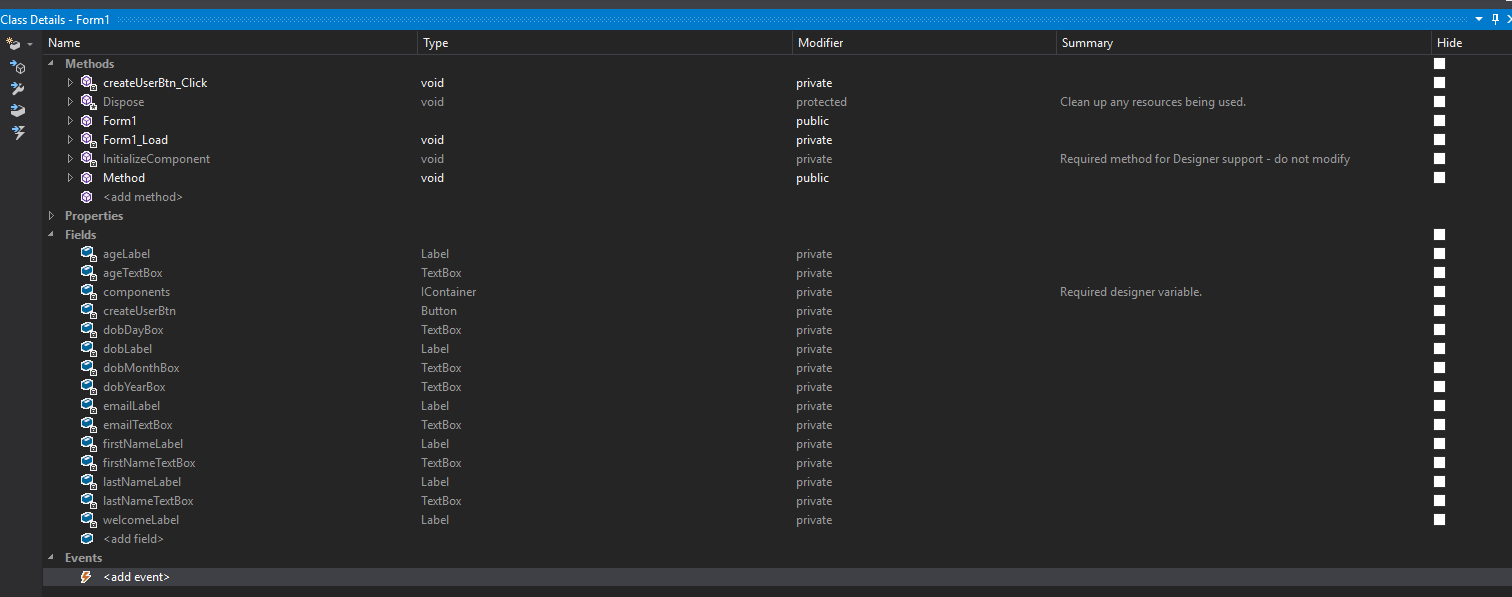 Class Details - Form1
Name Type Modifier Summary Hide
Methods
createUserBtn_Click void private
Dispose void protected Clean up any resources being used.
Form1 public
Form1_Load void private
InitializeComponent void private Required method for Designer support - do not modify
Method void public
<add method>
Properties
Fields
ageLabel Label private
ageTextBox TextBox private
components IContainer private Required designer variable.
createUserBtn Button private
dobDayBox TextBox private
dobLabel Label private
dobMonthBox TextBox private
dobYearBox TextBox private
emailLabel Label private
emailTextBox TextBox private
firstNameLabel Label private
firstNameTextBox TextBox private
lastNameLabel Label private
lastNameTextBox TextBox private
welcomeLabel Label private
<add field>
Events
<add event>